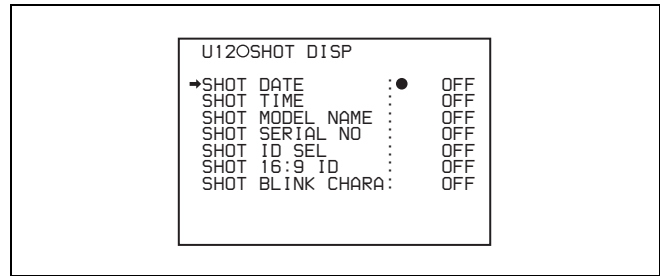 U12○SHOT DISP
➡SHOT DATE :● OFF
SHOT TIME : OFF
SHOT MODEL NAME : OFF
SHOT SERIAL NO : OFF
SHOT ID SEL : OFF
SHOT 16:9 ID : OFF
SHOT BLINK CHARA: OFF